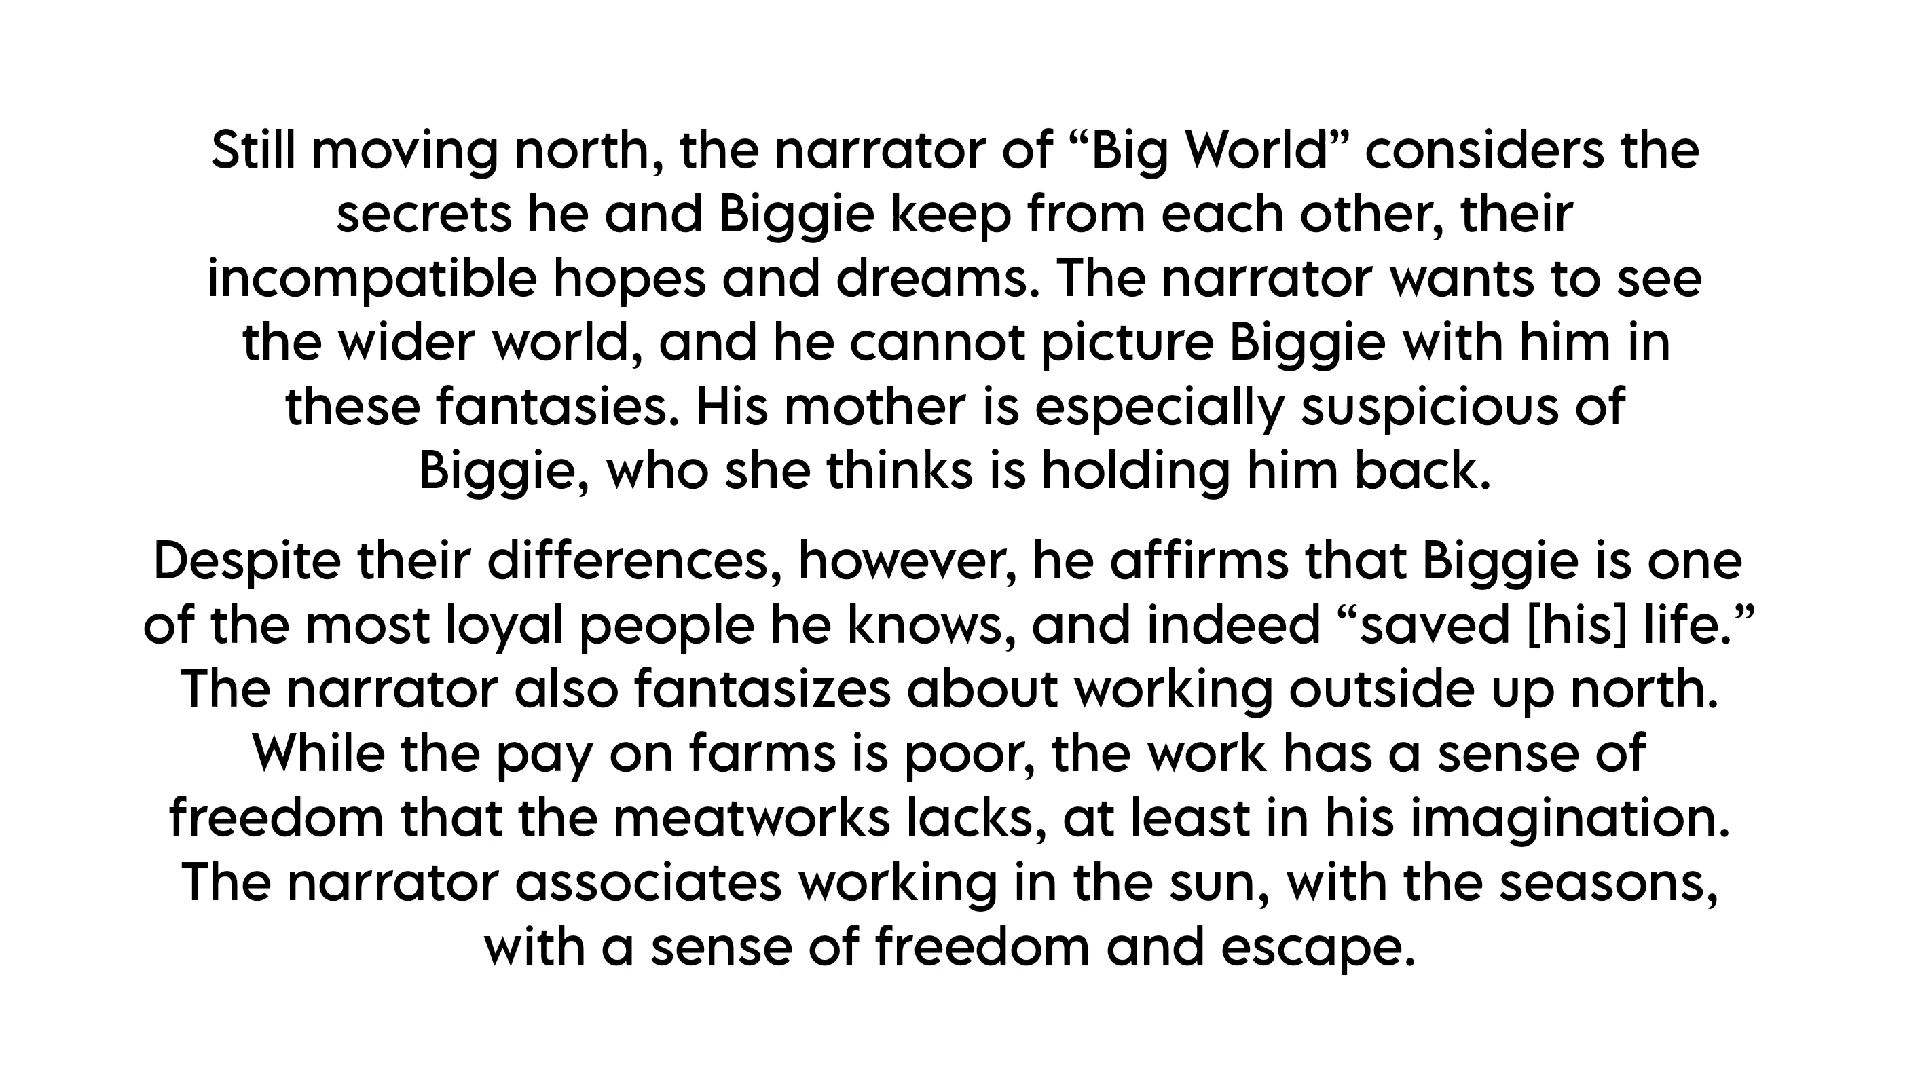 Still moving north, the narrator of “Big World” considers the
secrets he and Biggie keep from each other, their
incompatible hopes and dreams. The narrator wants to see
the wider world, and he cannot picture Biggie with him in
these fantasies. His mother is especially suspicious of
Biggie, who she thinks is holding him back.
Despite their differences, however, he affirms that Biggie is one
of the most loyal people he knows, and indeed “saved [his] life.”
The narrator also fantasizes about working outside up north.
While the pay on farms is poor, the work has a sense of
freedom that the meatworks lacks, at least in his imagination.
The narrator associates working in the sun, with the seasons,
with a sense of freedom and escape.